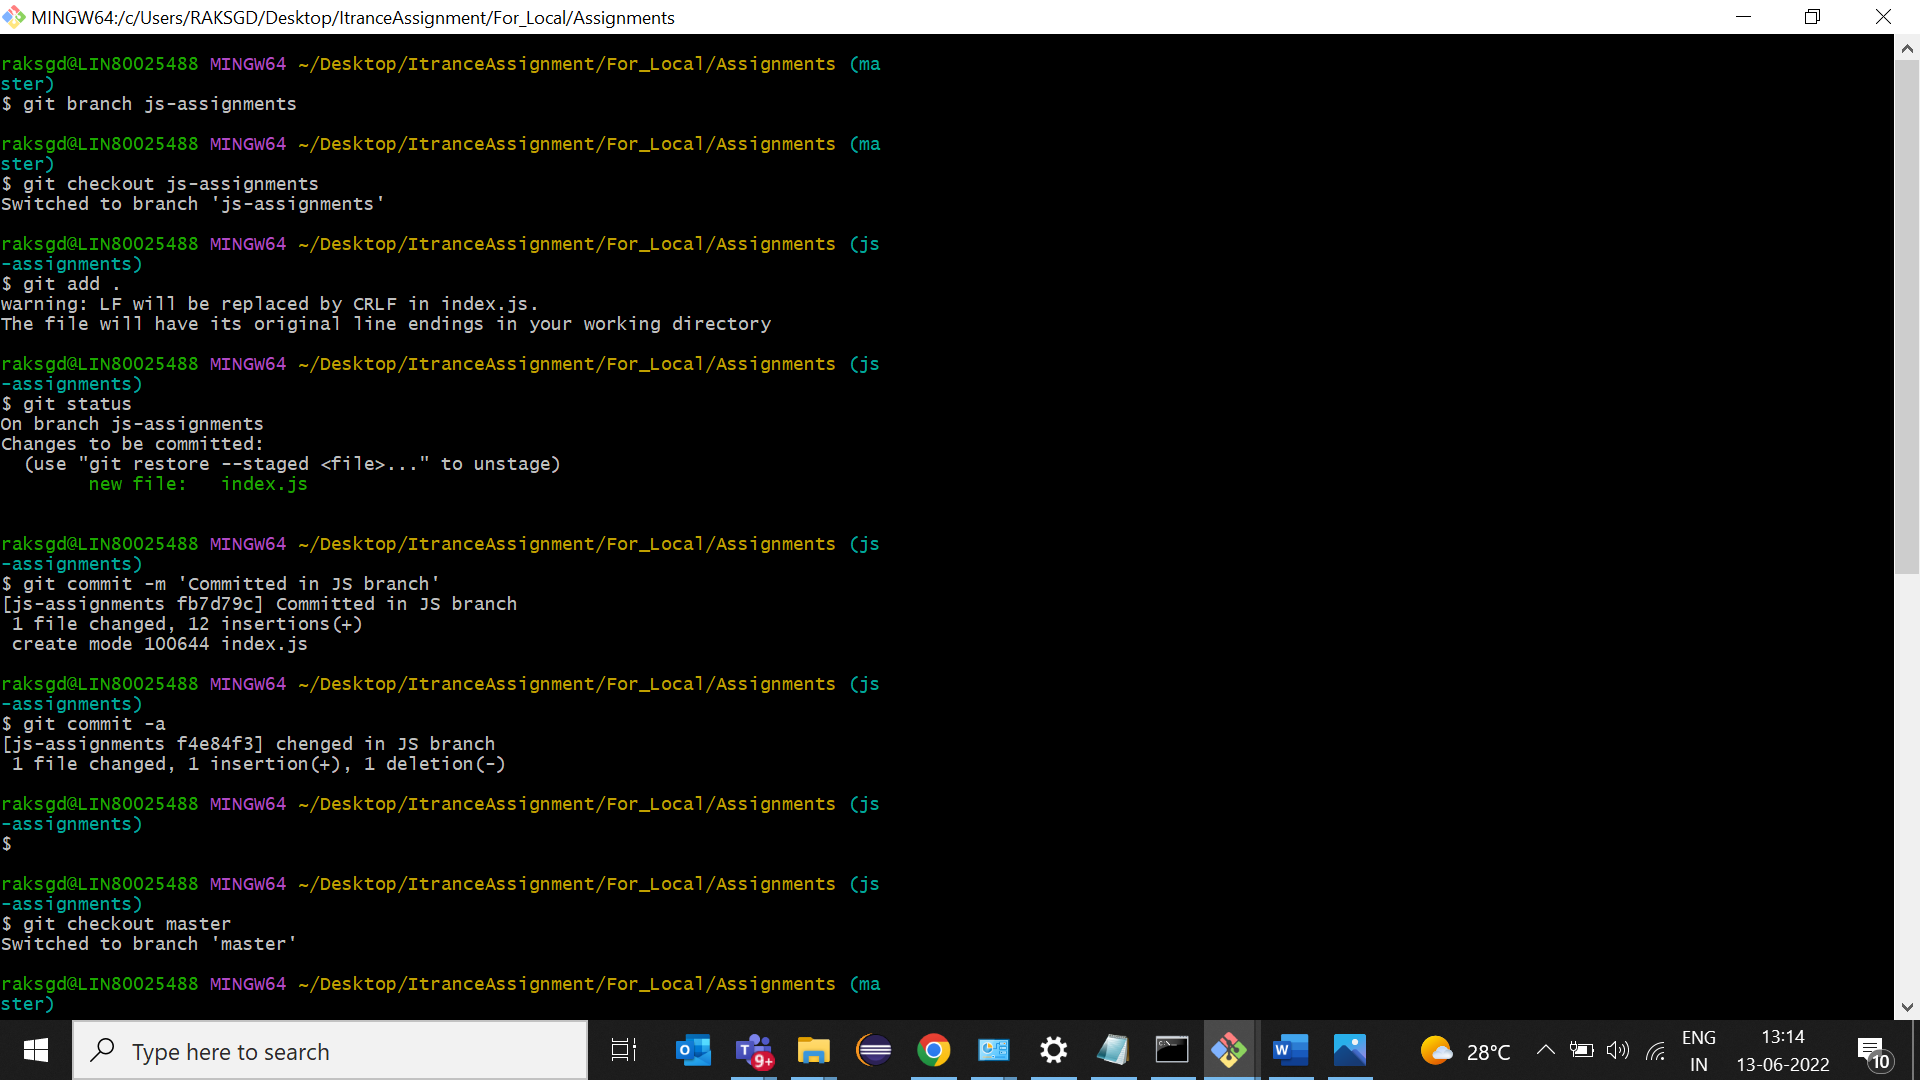 MINGW64:/c/Users/RAKSGD/Desktop/ItranceAssignment/For_Local/Assignments
raksgd@LIN80025488 MINGW64 ~/Desktop/ItranceAssignment/For_Local/Assignments (ma
ster)
$ git branch js-assignments
raksgd@LIN80025488 MINGW64 ~/Desktop/ItranceAssignment/For_Local/Assignments (ma
ster)
$ git checkout js-assignments
Switched to branch 'js-assignments'
raksgd@LIN80025488 MINGW64 ~/Desktop/ItranceAssignment/For_Local/Assignments (js
-assignments)
$ git add .
warning: LF will be replaced by CRLF in index.js.
The file will have its original line endings in your working directory
raksgd@LIN80025488 MINGW64 ~/Desktop/ItranceAssignment/For_Local/Assignments (js
-assignments)
$ git status
On branch js-assignments
Changes to be committed:
  (use "git restore --staged <file>..." to unstage)
        new file:   index.js
raksgd@LIN80025488 MINGW64 ~/Desktop/ItranceAssignment/For_Local/Assignments (js
-assignments)
$ git commit -m 'Committed in JS branch'
[js-assignments fb7d79c] Committed in JS branch
 1 file changed, 12 insertions(+)
 create mode 100644 index.js
raksgd@LIN80025488 MINGW64 ~/Desktop/ItranceAssignment/For_Local/Assignments (js
-assignments)
$ git commit -a
[js-assignments f4e84f3] chenged in JS branch
 1 file changed, 1 insertion(+), 1 deletion(-)
raksgd@LIN80025488 MINGW64 ~/Desktop/ItranceAssignment/For_Local/Assignments (js
-assignments)
$
raksgd@LIN80025488 MINGW64 ~/Desktop/ItranceAssignment/For_Local/Assignments (js
-assignments)
$ git checkout master
Switched to branch 'master'
raksgd@LIN80025488 MINGW64 ~/Desktop/ItranceAssignment/For_Local/Assignments (ma
ster)
Type here to search
9+
28°C
ENG
IN
13:14
13-06-2022
10